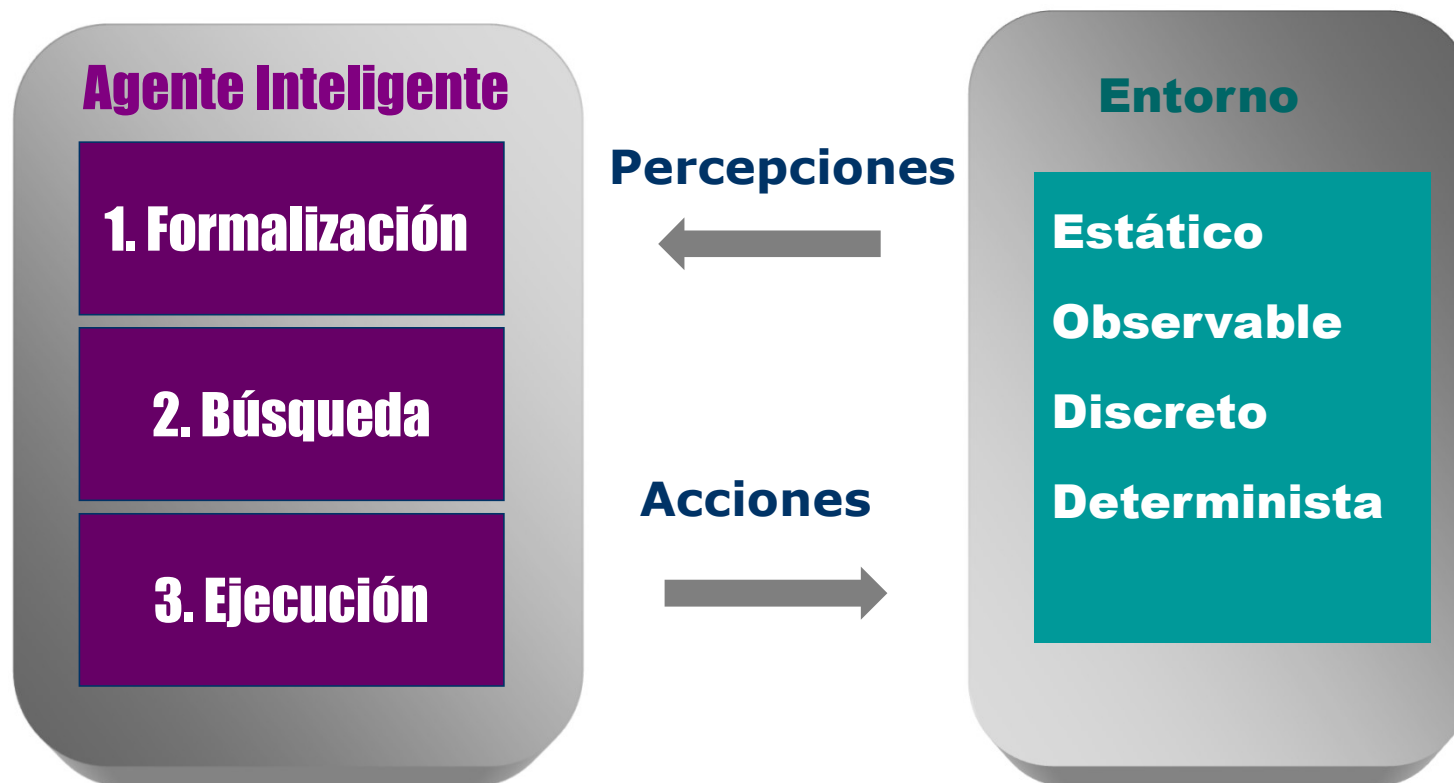 Agente Inteligente
1. Formalización
2. Búsqueda
3. Ejecución
Percepciones
Acciones
Entorno
Estático
Observable
Discreto
Determinista